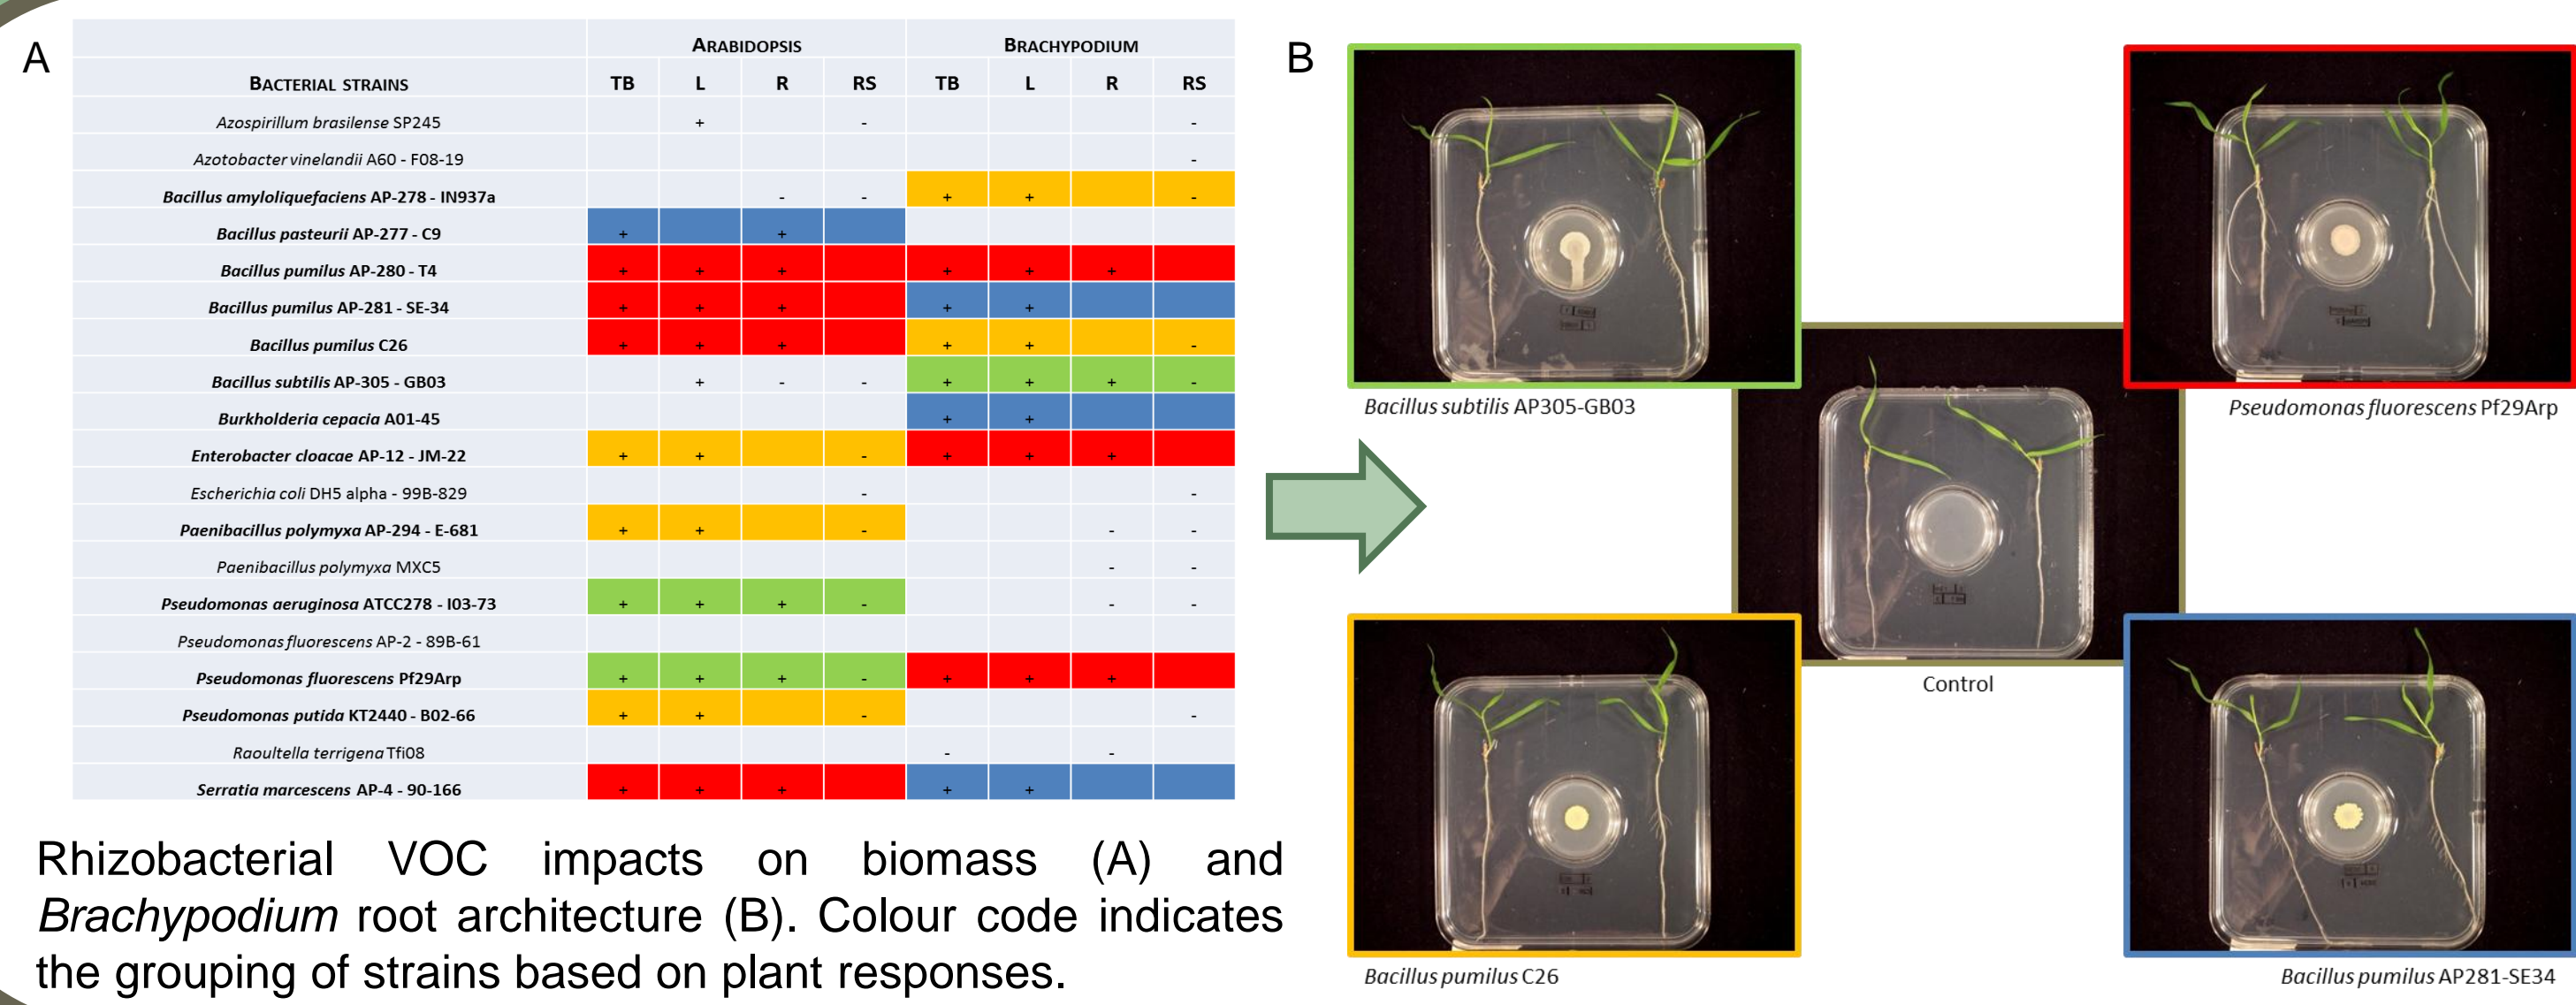 A
ARABIDOPSIS BRACHYPODIUM
BACTERIAL STRAINS TB L R RS TB L R RS
Azospirillum brasilense SP245 + - -
Azotobacter vinelandii A60 - F08-19 -
Bacillus amyloliquefaciens AP-278 - IN937a - - + + -
Bacillus pasteurii AP-277 - C9 + +
Bacillus pumilus AP-280 - T4 + + + + + +
Bacillus pumilus AP-281 - SE-34 + + + + +
Bacillus pumilus C26 + + + + + -
Bacillus subtilis AP-305 - GB03 + - - + + + -
Burkholderia cepacia A01-45 + +
Enterobacter cloacae AP-12 - JM-22 + + - + + +
Escherichia coli DH5 alpha - 99B-829 - -
Paenibacillus polymyxa AP-294 - E-681 + + - - -
Paenibacillus polymyxa MXC5 - -
Pseudomonas aeruginosa ATCC278 - I03-73 + + + - - -
Pseudomonas fluorescens AP-2 - 89B-61
Pseudomonas fluorescens Pf29Arp + + + - + + +
Pseudomonas putida KT2440 - B02-66 + + - -
Raoultella terrigena Tfi08 - -
Serratia marcescens AP-4 - 90-166 + + + + +
Rhizobacterial VOC impacts on biomass (A) and
Brachypodium root architecture (B). Colour code indicates
the grouping of strains based on plant responses.
B
Bacillus subtilis AP305-GB03
Pseudomonas fluorescens Pf29Arp
Control
Bacillus pumilus C26
Bacillus pumilus AP281-SE34